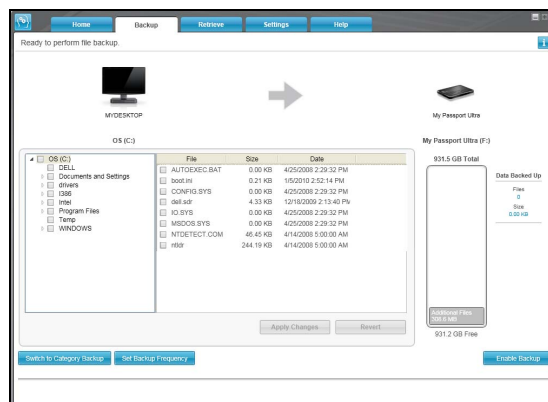 Home Backup Retrieve Settings Help
Ready to perform file backup.
MYDESKTOP
My Passport Ultra
OS (C:)
My Passport Ultra (F:)
OS (C:)
DELL
Documents and Settings
drivers
I386
Intel
Program Files
Temp
WINDOWS
File Size Date
AUTOEXEC.BAT 0.00 KB 4/25/2008 2:29:32 PM
boot.ini 0.21 KB 1/5/2010 2:52:14 PM
CONFIG.SYS 0.00 KB 4/25/2008 2:29:32 PM
dell.sdr 4.33 KB 12/18/2009 2:13:40 PM
IO.SYS 0.00 KB 4/25/2008 2:29:32 PM
MSDOS.SYS 0.00 KB 4/25/2008 2:29:32 PM
NTDETECT.COM 46.45 KB 4/14/2008 5:00:00 AM
ntldr 244.19 KB 4/14/2008 5:00:00 AM
931.5 GB Total
Additional Files
208.6 MB
931.2 GB Free
Data Backed Up
Files
0
Size
0.00 KB
Apply Changes Revert
Switch to Category Backup Set Backup Frequency Enable Backup